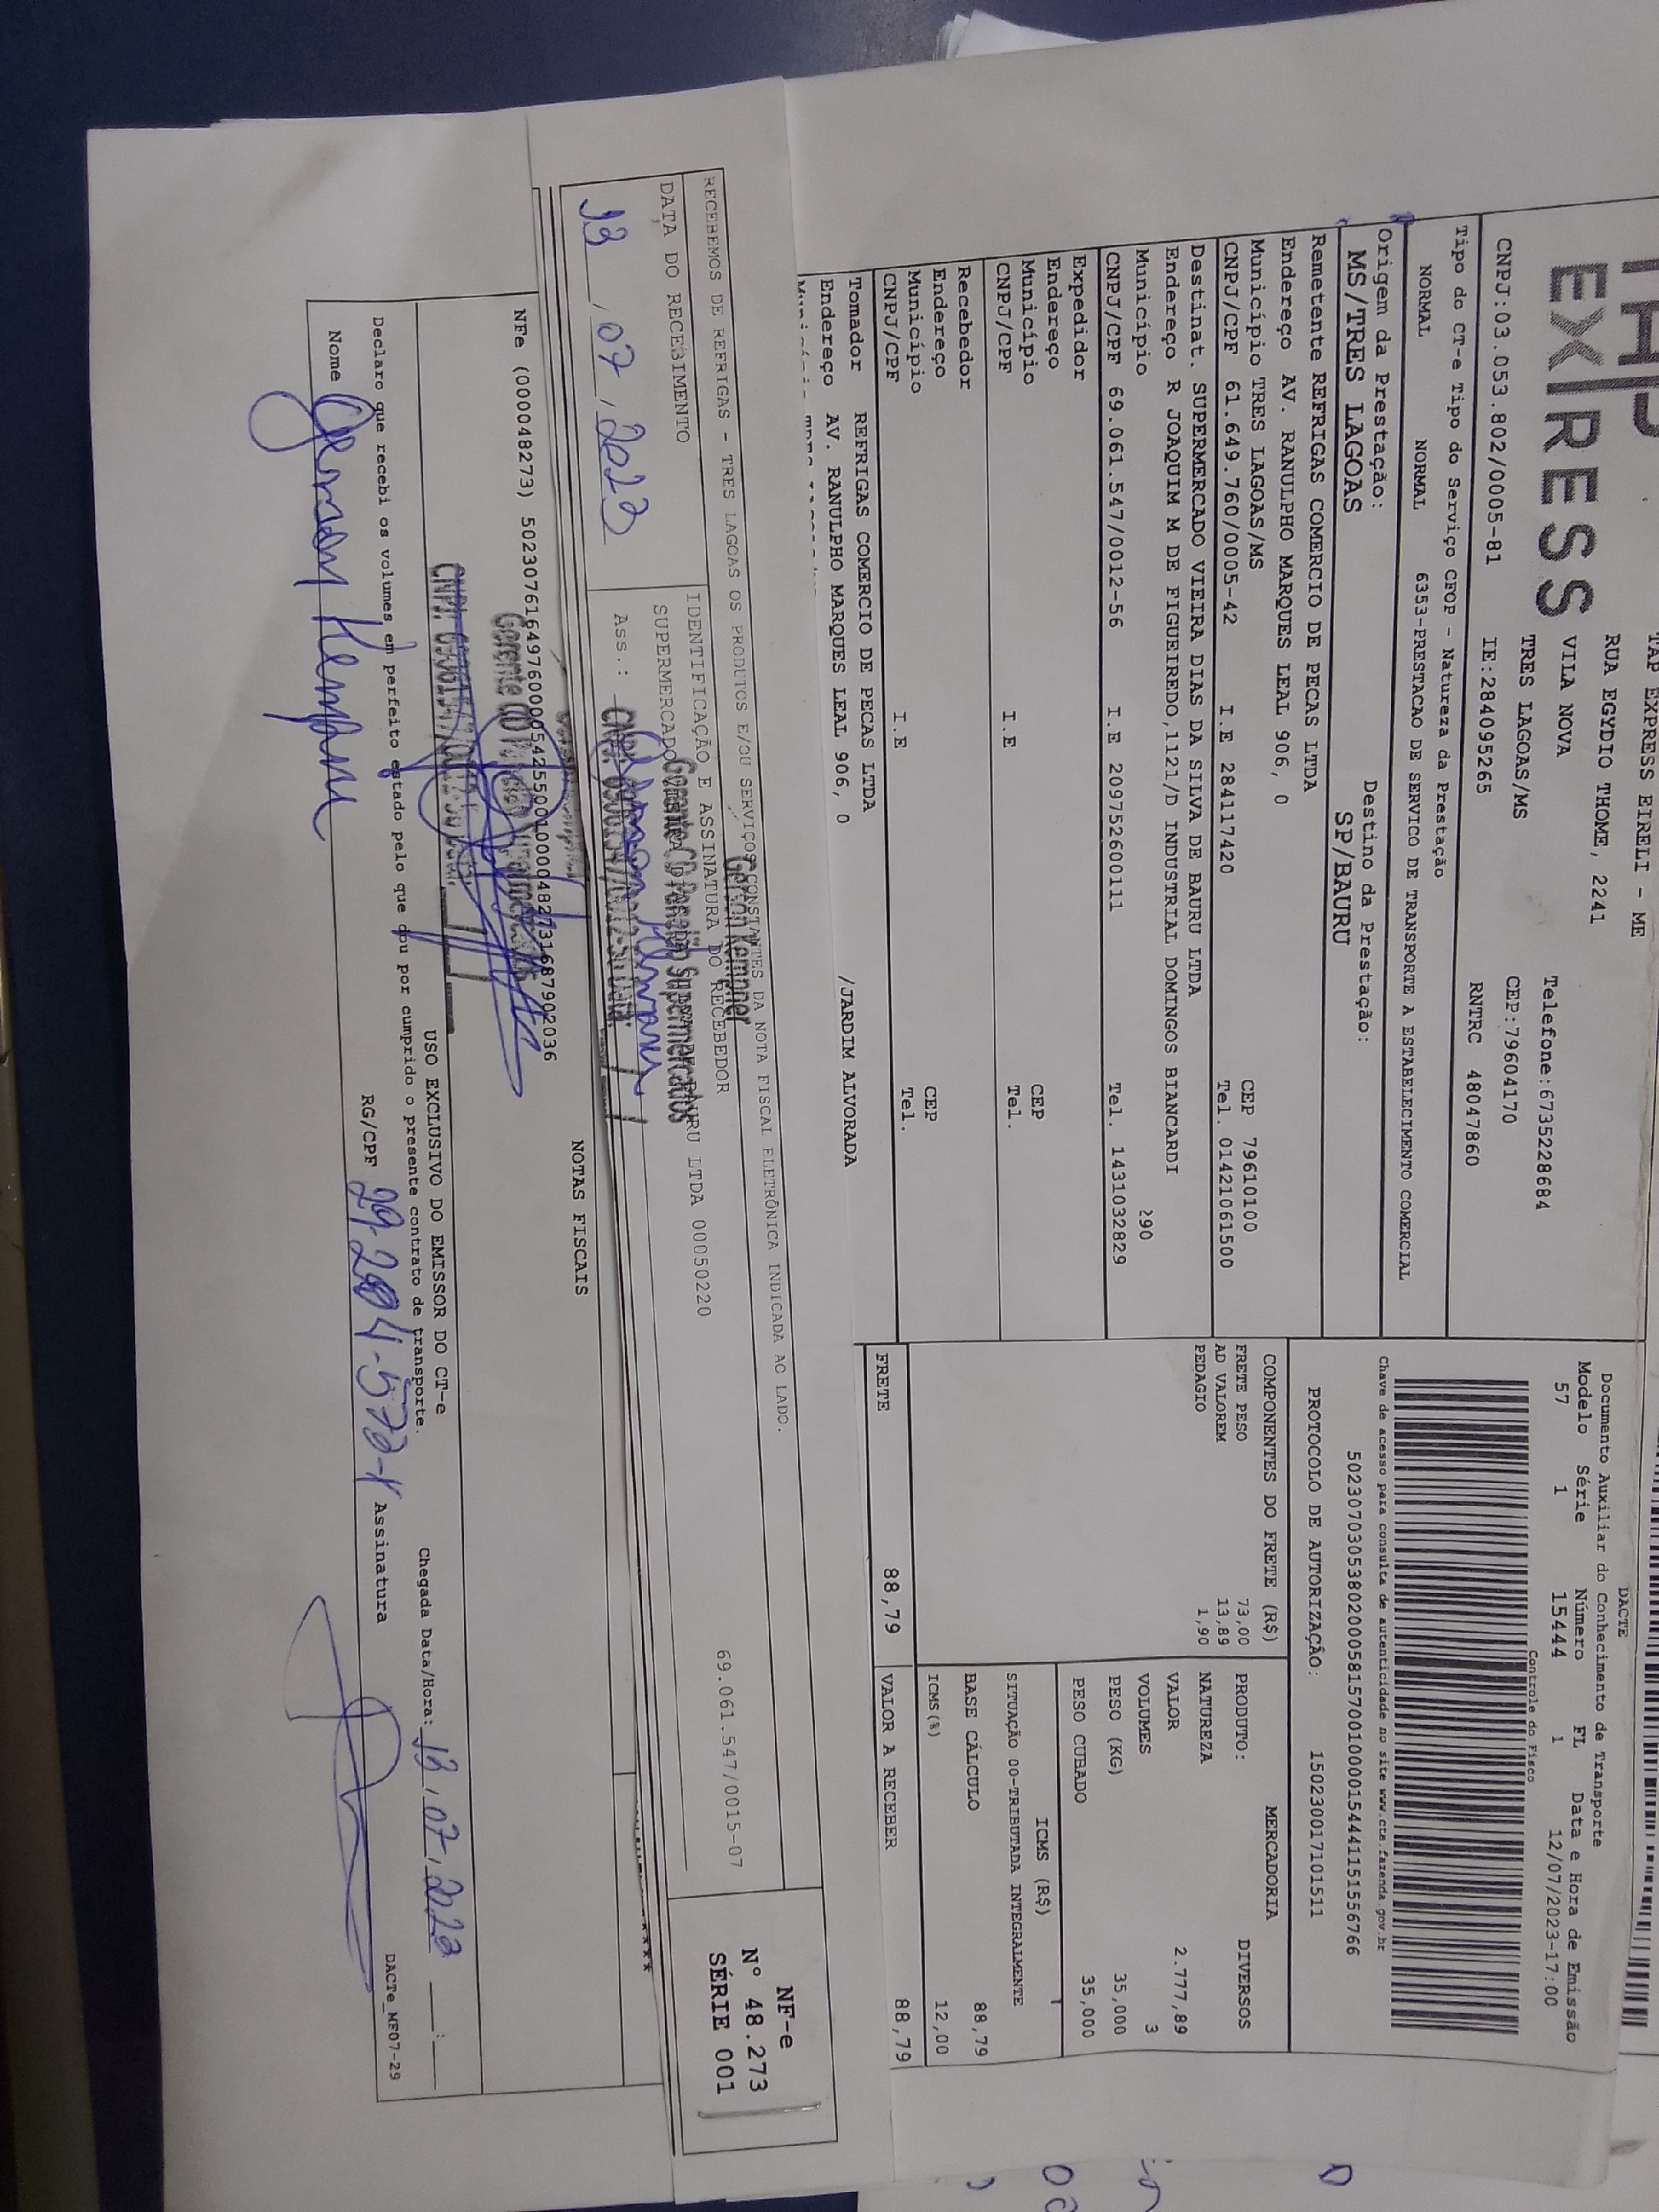 EXPRESS
TAP EXPRESS EIRELI - ME
RUA EGYDIO THOME, 2241
VILA NOVA
Telefone:6735228684
TRES LAGOAS/MS
CEP:79604170
CNPJ:03.053.802/0005-81 IE:284095265 RNTRC 48047860
DACTE
Documento Auxiliar do Conhecimento de Transporte
Modelo Série Número FL Data e Hora de Emissão
57 1 15444 1 12/07/2023-17:00
Controle do Fisco
Chave de acesso para consulta de autenticidade no site www.cte.fazenda.gov.br
50230703053802000581570010000154441151556766
PROTOCOLO DE AUTORIZAÇÃO: 150230017101511
Tipo do CT-e Tipo do Serviço CFOP - Natureza da Prestação
NORMAL NORMAL 6353-PRESTACAO DE SERVICO DE TRANSPORTE A ESTABELECIMENTO COMERCIAL
Origem da Prestação: Destino da Prestação:
MS/TRES LAGOAS SP/BAURU
Remetente REFRIGAS COMERCIO DE PECAS LTDA
Endereço AV. RANULPHO MARQUES LEAL 906, 0
Município TRES LAGOAS/MS CEP 79610100
CNPJ/CPF 61.649.760/0005-42 I.E 284117420 Tel. 01421061500
Destinat. SUPERMERCADO VIEIRA DIAS DA SILVA DE BAURU LTDA
Endereço R JOAQUIM M DE FIGUEIREDO,1121/D INDUSTRIAL DOMINGOS BIANCARDI
Município 290
CNPJ/CPF 69.061.547/0012-56 I.E 209752600111 Tel. 1431032829
Expedidor
Endereço
Município CEP
CNPJ/CPF I.E Tel.
Recebedor
Endereço
Município CEP
CNPJ/CPF I.E Tel.
Tomador REFRIGAS COMERCIO DE PECAS LTDA
Endereço AV. RANULPHO MARQUES LEAL 906, 0 /JARDIM ALVORADA
COMPONENTES DO FRETE (R$)
FRETE PESO 73,00
AD VALOREM 13,89
PEDAGIO 1,90
FRETE 88,79
MERCADORIA
PRODUTO: DIVERSOS
NATUREZA
VALOR 2.777,89
VOLUMES 3
PESO (KG) 35,000
PESO CUBADO 35,000
ICMS (R$)
SITUAÇÃO 00-TRIBUTADA INTEGRALMENTE
BASE CÁLCULO 88,79
ICMS(%) 12,00
VALOR A RECEBER 88,79
RECEBEMOS DE REFRIGAS - TRES LAGOAS OS PRODUTOS E/OU SERVIÇOS CONSTANTES DA NOTA FISCAL ELETRÔNICA INDICADA AO LADO.
DATA DO RECEBIMENTO
13 / 07 / 2023
IDENTIFICAÇÃO E ASSINATURA DO RECEBEDOR
SUPERMERCADO BAURU LTDA 00050220
69.061.547/0015-07
Ass.:
Gerson Kempner
Gerente CD Panelão Supermercados
NF-e
Nº 48.273
SÉRIE 001
NOTAS FISCAIS
NFe (000048273) 50230761649760000542550010000482731687902036
Gerente CD
USO EXCLUSIVO DO EMISSOR DO CT-e
Declaro que recebi os volumes em perfeito estado pelo que dou por cumprido o presente contrato de transporte.
Chegada Data/Hora: 13 / 07 / 2023 :
Nome RG/CPF Assinatura
DACTe_MF07-29